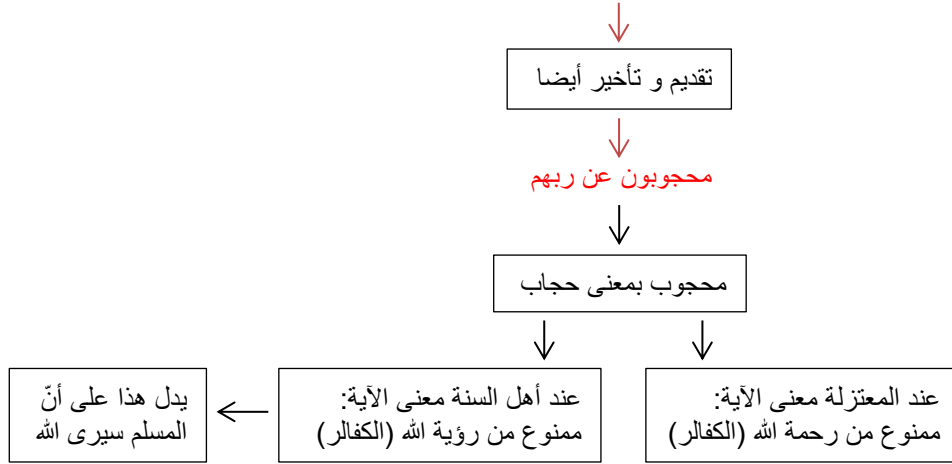 تقديم و تأخير أيضا
محجوبون عن ربهم
محجوب بمعنى حجاب
عند المعتزلة معنى الآية:
ممنوع من رحمة الله (الكفالر)
عند أهل السنة معنى الآية:
ممنوع من رؤية الله (الكفالر)
يدل هذا على أنّ
المسلم سيرى الله